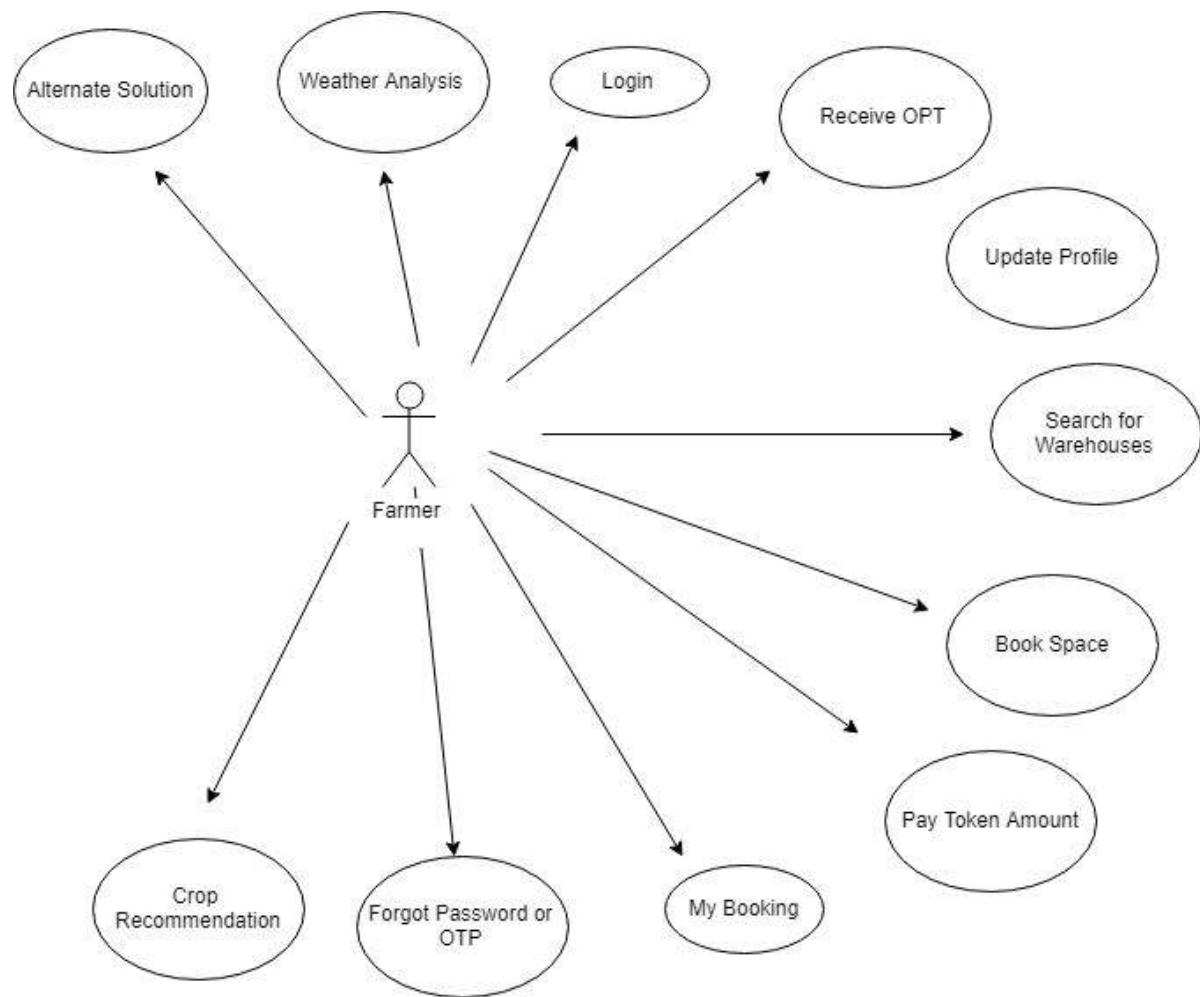 Alternate Solution
Weather Analysis
Login
Receive OPT
Update Profile
Search for
Warehouses
Farmer
Book Space
Pay Token Amount
Crop
Recommendation
Forgot Password or
OTP
My Booking